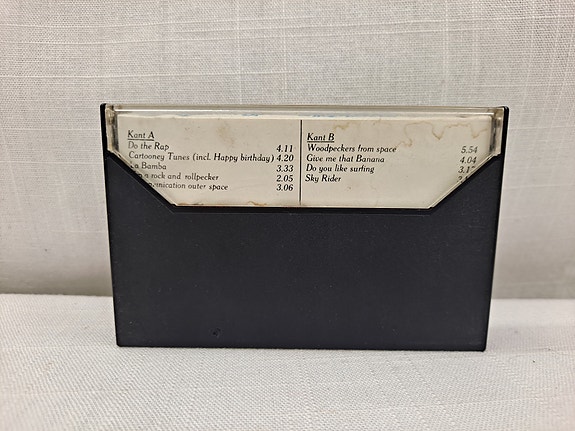 Kant A
Do the Rap 4.11
Cartooney Tunes (incl. Happy birthday) 4.20
La Bamba 3.33
a rock and rollpecker 2.05
outer space 3.06
Kant B
Woodpeckers from space 5.54
Give me that Banana 4.04
Do you like surfing
Sky Rider